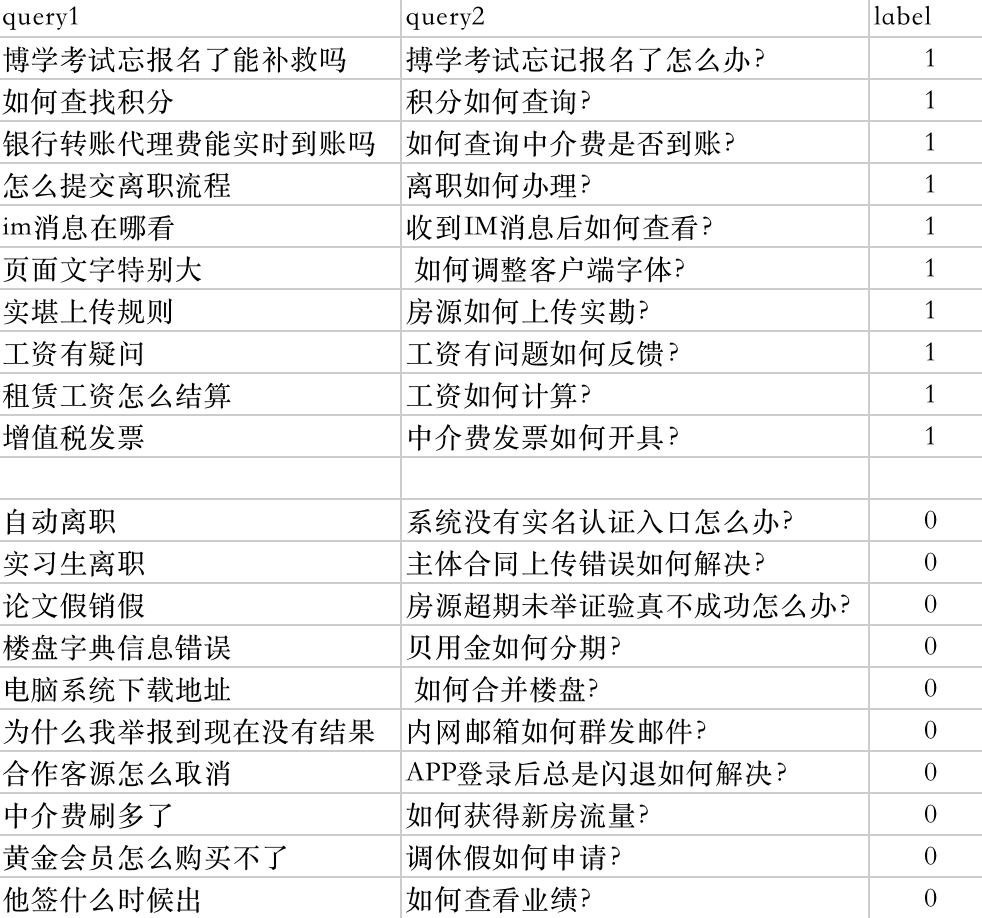 query1 query2 label
博学考试忘报名了能补救吗 搏学考试忘记报名了怎么办? 1
如何查找积分 积分如何查询? 1
银行转账代理费能实时到账吗 如何查询中介费是否到账? 1
怎么提交离职流程 离职如何办理? 1
im消息在哪看 收到IM消息后如何查看? 1
页面文字特别大 如何调整客户端字体? 1
实堪上传规则 房源如何上传实勘? 1
工资有疑问 工资有问题如何反馈? 1
租赁工资怎么结算 工资如何计算? 1
增值税发票 中介费发票如何开具? 1
自动离职 系统没有实名认证入口怎么办? 0
实习生离职 主体合同上传错误如何解决? 0
论文假销假 房源超期未举证验真不成功怎么办? 0
楼盘字典信息错误 贝用金如何分期? 0
电脑系统下载地址 如何合并楼盘? 0
为什么我举报到现在没有结果 内网邮箱如何群发邮件? 0
合作客源怎么取消 APP登录后总是闪退如何解决? 0
中介费刷多了 如何获得新房流量? 0
黄金会员怎么购买不了 调休假如何申请? 0
他签什么时候出 如何查看业绩? 0